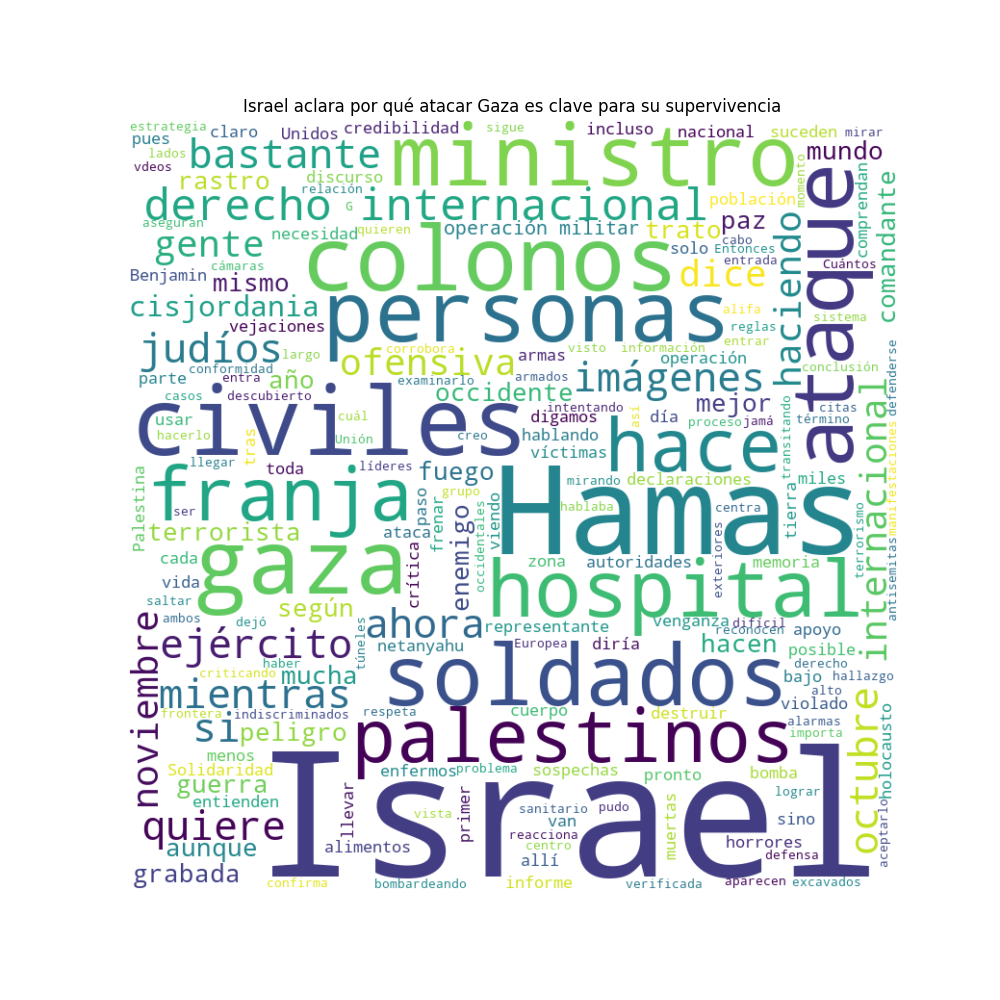 Israel aclara por qué atacar Gaza es clave para su supervivencia
estrategia
pues
claro
Unidos
credibilidad
sigue
incluso
nacional
suceden
mirar
lados
vdeos
bastante
ministro
mundo
rastro
discurso
relación
derecho
G
internacional
población
momento
ataque
comprendan
comandante
aseguran
necesidad
quieren
operación militar
trato
solo
paz
cabo
Entonces
entrada
Cuántos
gente
colonos
dice
haciendo
Benjamin
cámaras
mismo
personas
alifa
sistema
cisjordania
vejaciones
reglas
entrar
judíos
largo
corrobora
visto
información
conformidad
ofensiva
armas
operación
conclusión
defenderse
parte
entra
año
examinarlo
armados
imágenes
casos
descubierto
occidente
mejor
citas
usar
cuál
civiles
intentando
digamos
así
día
proceso
jamá
término
transitando
hacerlo
tras
Unión
creo
hablando
víctimas
hace
internacional
manifestaciones
antisemitas
llegar
toda
líderes
fuego
mirando
declaraciones
tierra
miles
Palestina
franja
ser
paso
frenar
grupo
viendo
Hamas
hablaba
centra
terrorismo
terrorista
ataca
enemigo
occidentales
exteriores
cada
gaza
crítica
zona
autoridades
memoria
vida
hospital
saltar
según
ambos
dejó
ahora
representante
venganza
difícil
reconocen
apoyo
noviembre
ejército
túneles
netanyahu
Europea
diría
hacen
posible
haber
criticando
mucha
soldados
bajo
derecho
hallazgo
mientras
alto
violado
frontera
indiscriminados
respeta
cuerpo
destruir
alarmas
si
peligro
palestinos
importa
octubre
holocausto
menos
Solidaridad
enfermos
problema
sospechas
pronto
bomba
guerra
Israel
lograr
entienden
llevar
vista
primer
sanitario
pudo
muertas
sino
quiere
van
reacciona
horrores
aceptarlo
aunque
alimentos
centro
allí
defensa
grabada
confirma
bombardeando
informe
verificada
aparecen
excavados